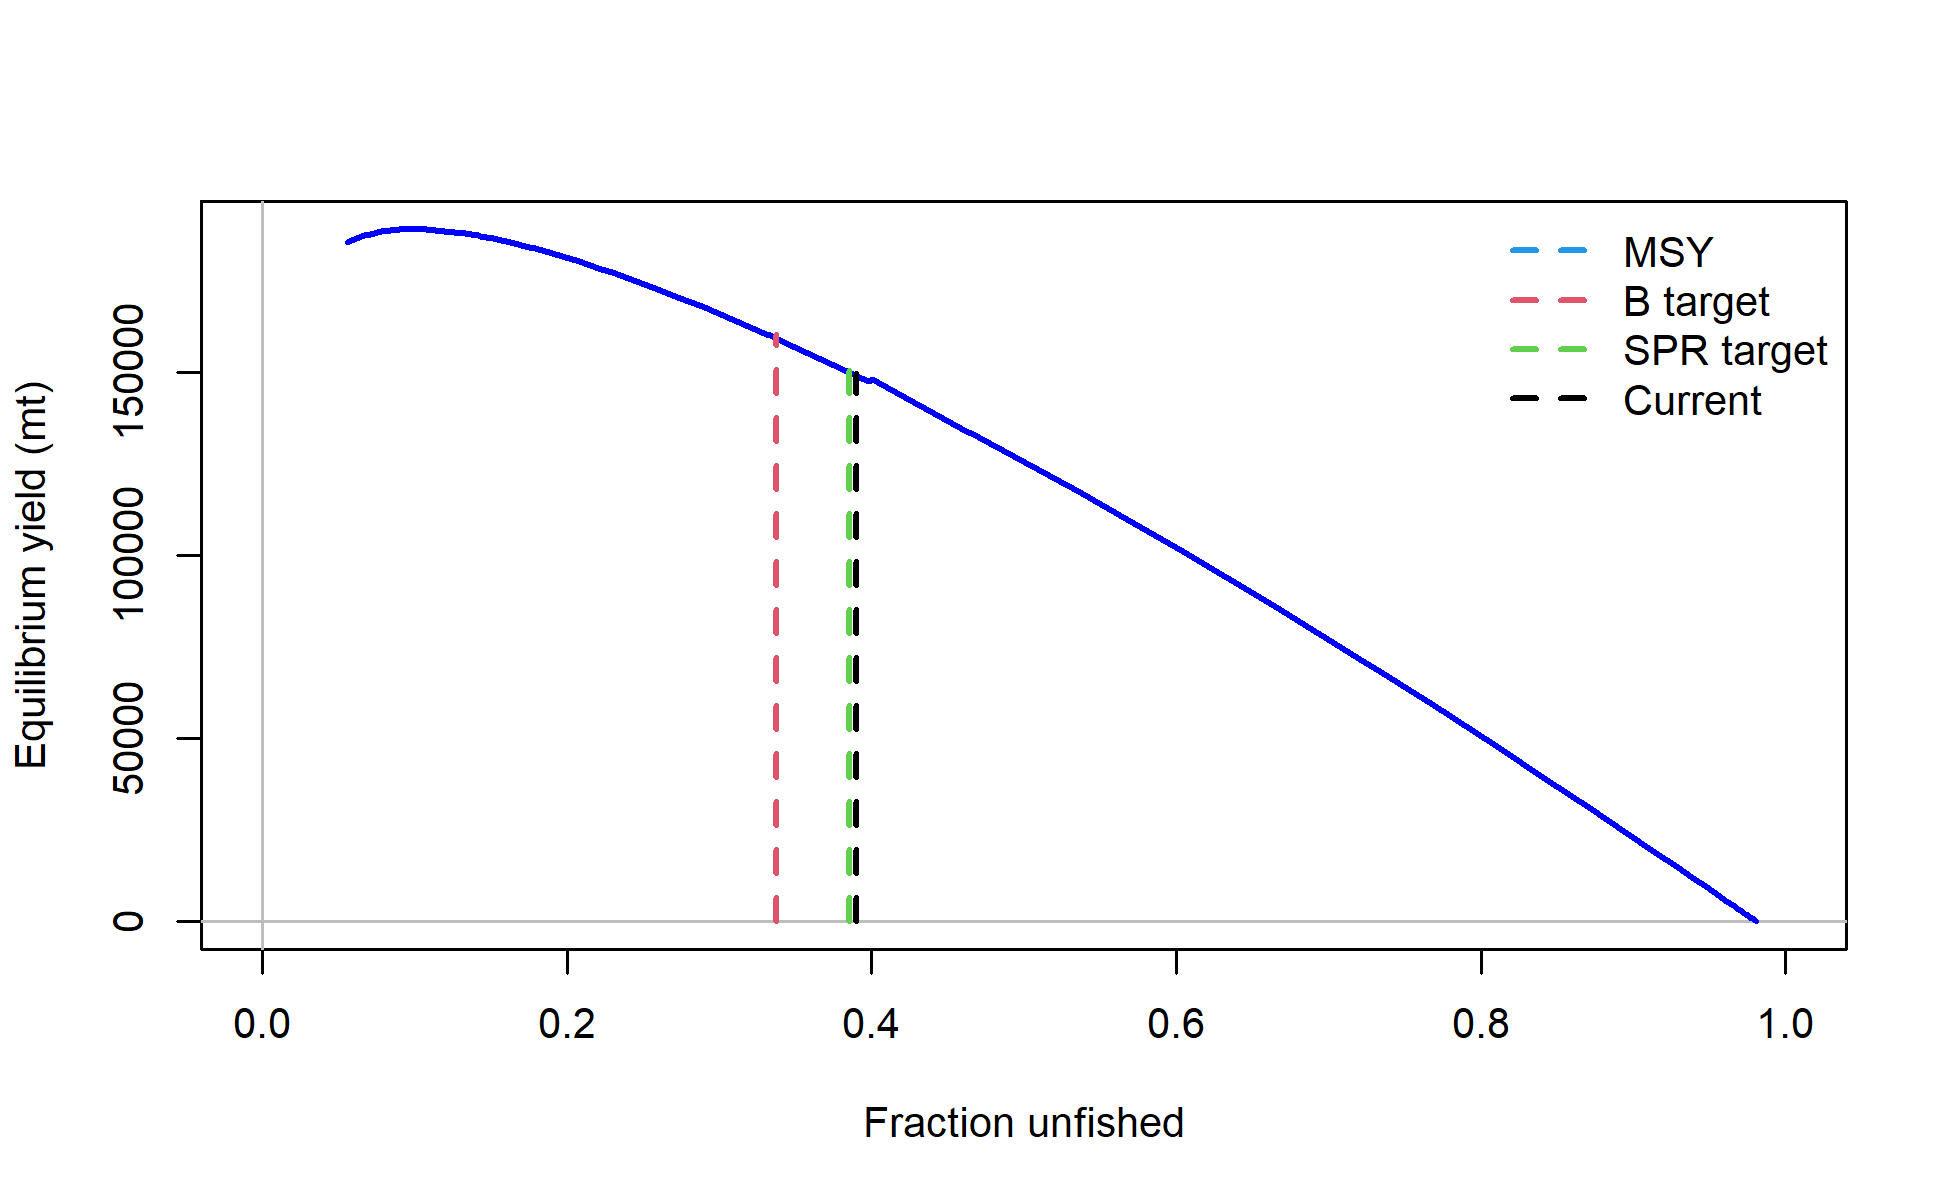 MSY
B target
SPR target
Current
Equilibrium yield (mt)
150000
100000
50000
0
0.0 0.2 0.4 0.6 0.8 1.0
Fraction unfished